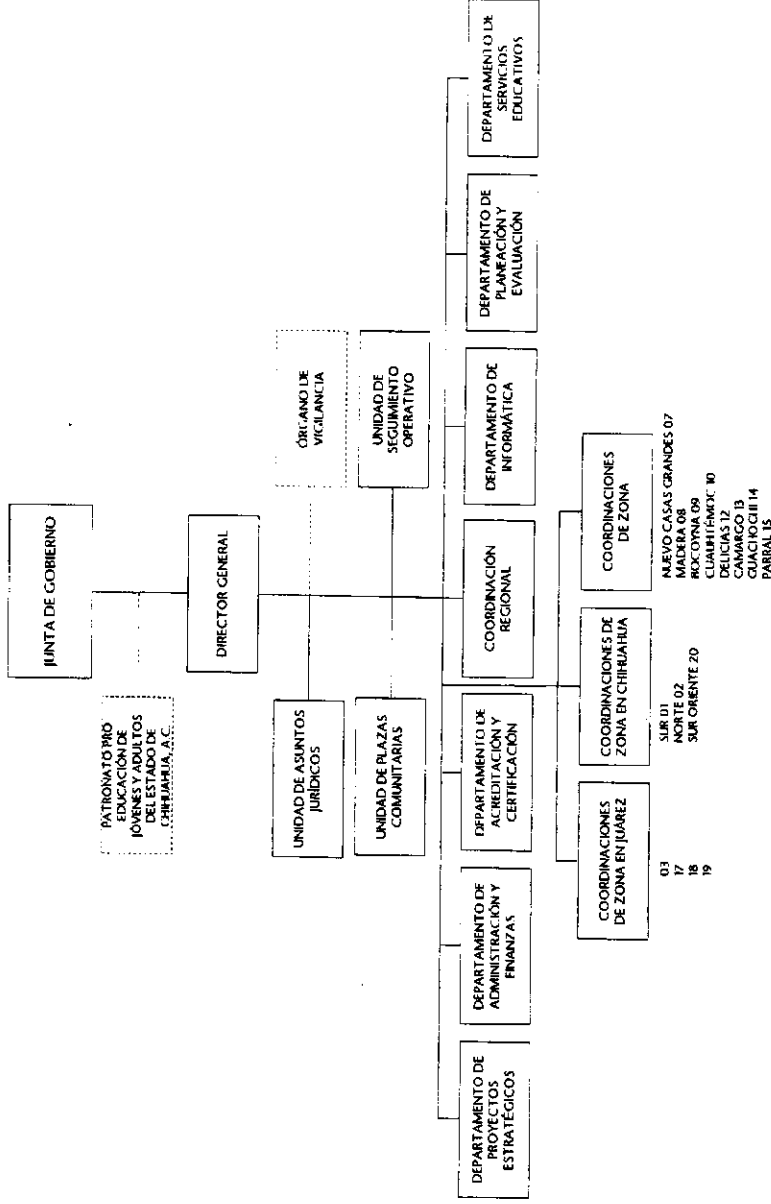 JUNTA DE GOBIERNO
PATRONATO PRO
EDUCACIÓN DE
JÓVENES Y ADULTOS
DEL ESTADO DE
CHIHUAHUA, A.C.
DIRECTOR GENERAL
UNIDAD DE ASUNTOS
JURÍDICOS
ÓRGANO DE
VIGILANCIA
UNIDAD DE PLAZAS
COMUNITARIAS
UNIDAD DE
SEGUIMIENTO
OPERATIVO
DEPARTAMENTO DE
PROYECTOS
ESTRATÉGICOS
DEPARTAMENTO DE
ADMINISTRACIÓN Y
FINANZAS
DEPARTAMENTO DE
ACREDITACIÓN Y
CERTIFICACIÓN
COORDINACIÓN
REGIONAL
DEPARTAMENTO DE
INFORMÁTICA
DEPARTAMENTO DE
PLANEACIÓN Y
EVALUACIÓN
DEPARTAMENTO DE
SERVICIOS
EDUCATIVOS
COORDINACIONES
DE ZONA EN JUÁREZ
03
17
18
19
COORDINACIONES DE
ZONA EN CHIHUAHUA
SUR 01
NORTE 02
SUR ORIENTE 20
COORDINACIONES
DE ZONA
NUEVO CASAS GRANDES 07
MADERA 08
BOCOYNA 09
CUAUHTÉMOC 10
DELICIAS 12
CAMARGO 13
GUACHOCHI 14
PARRAL 15